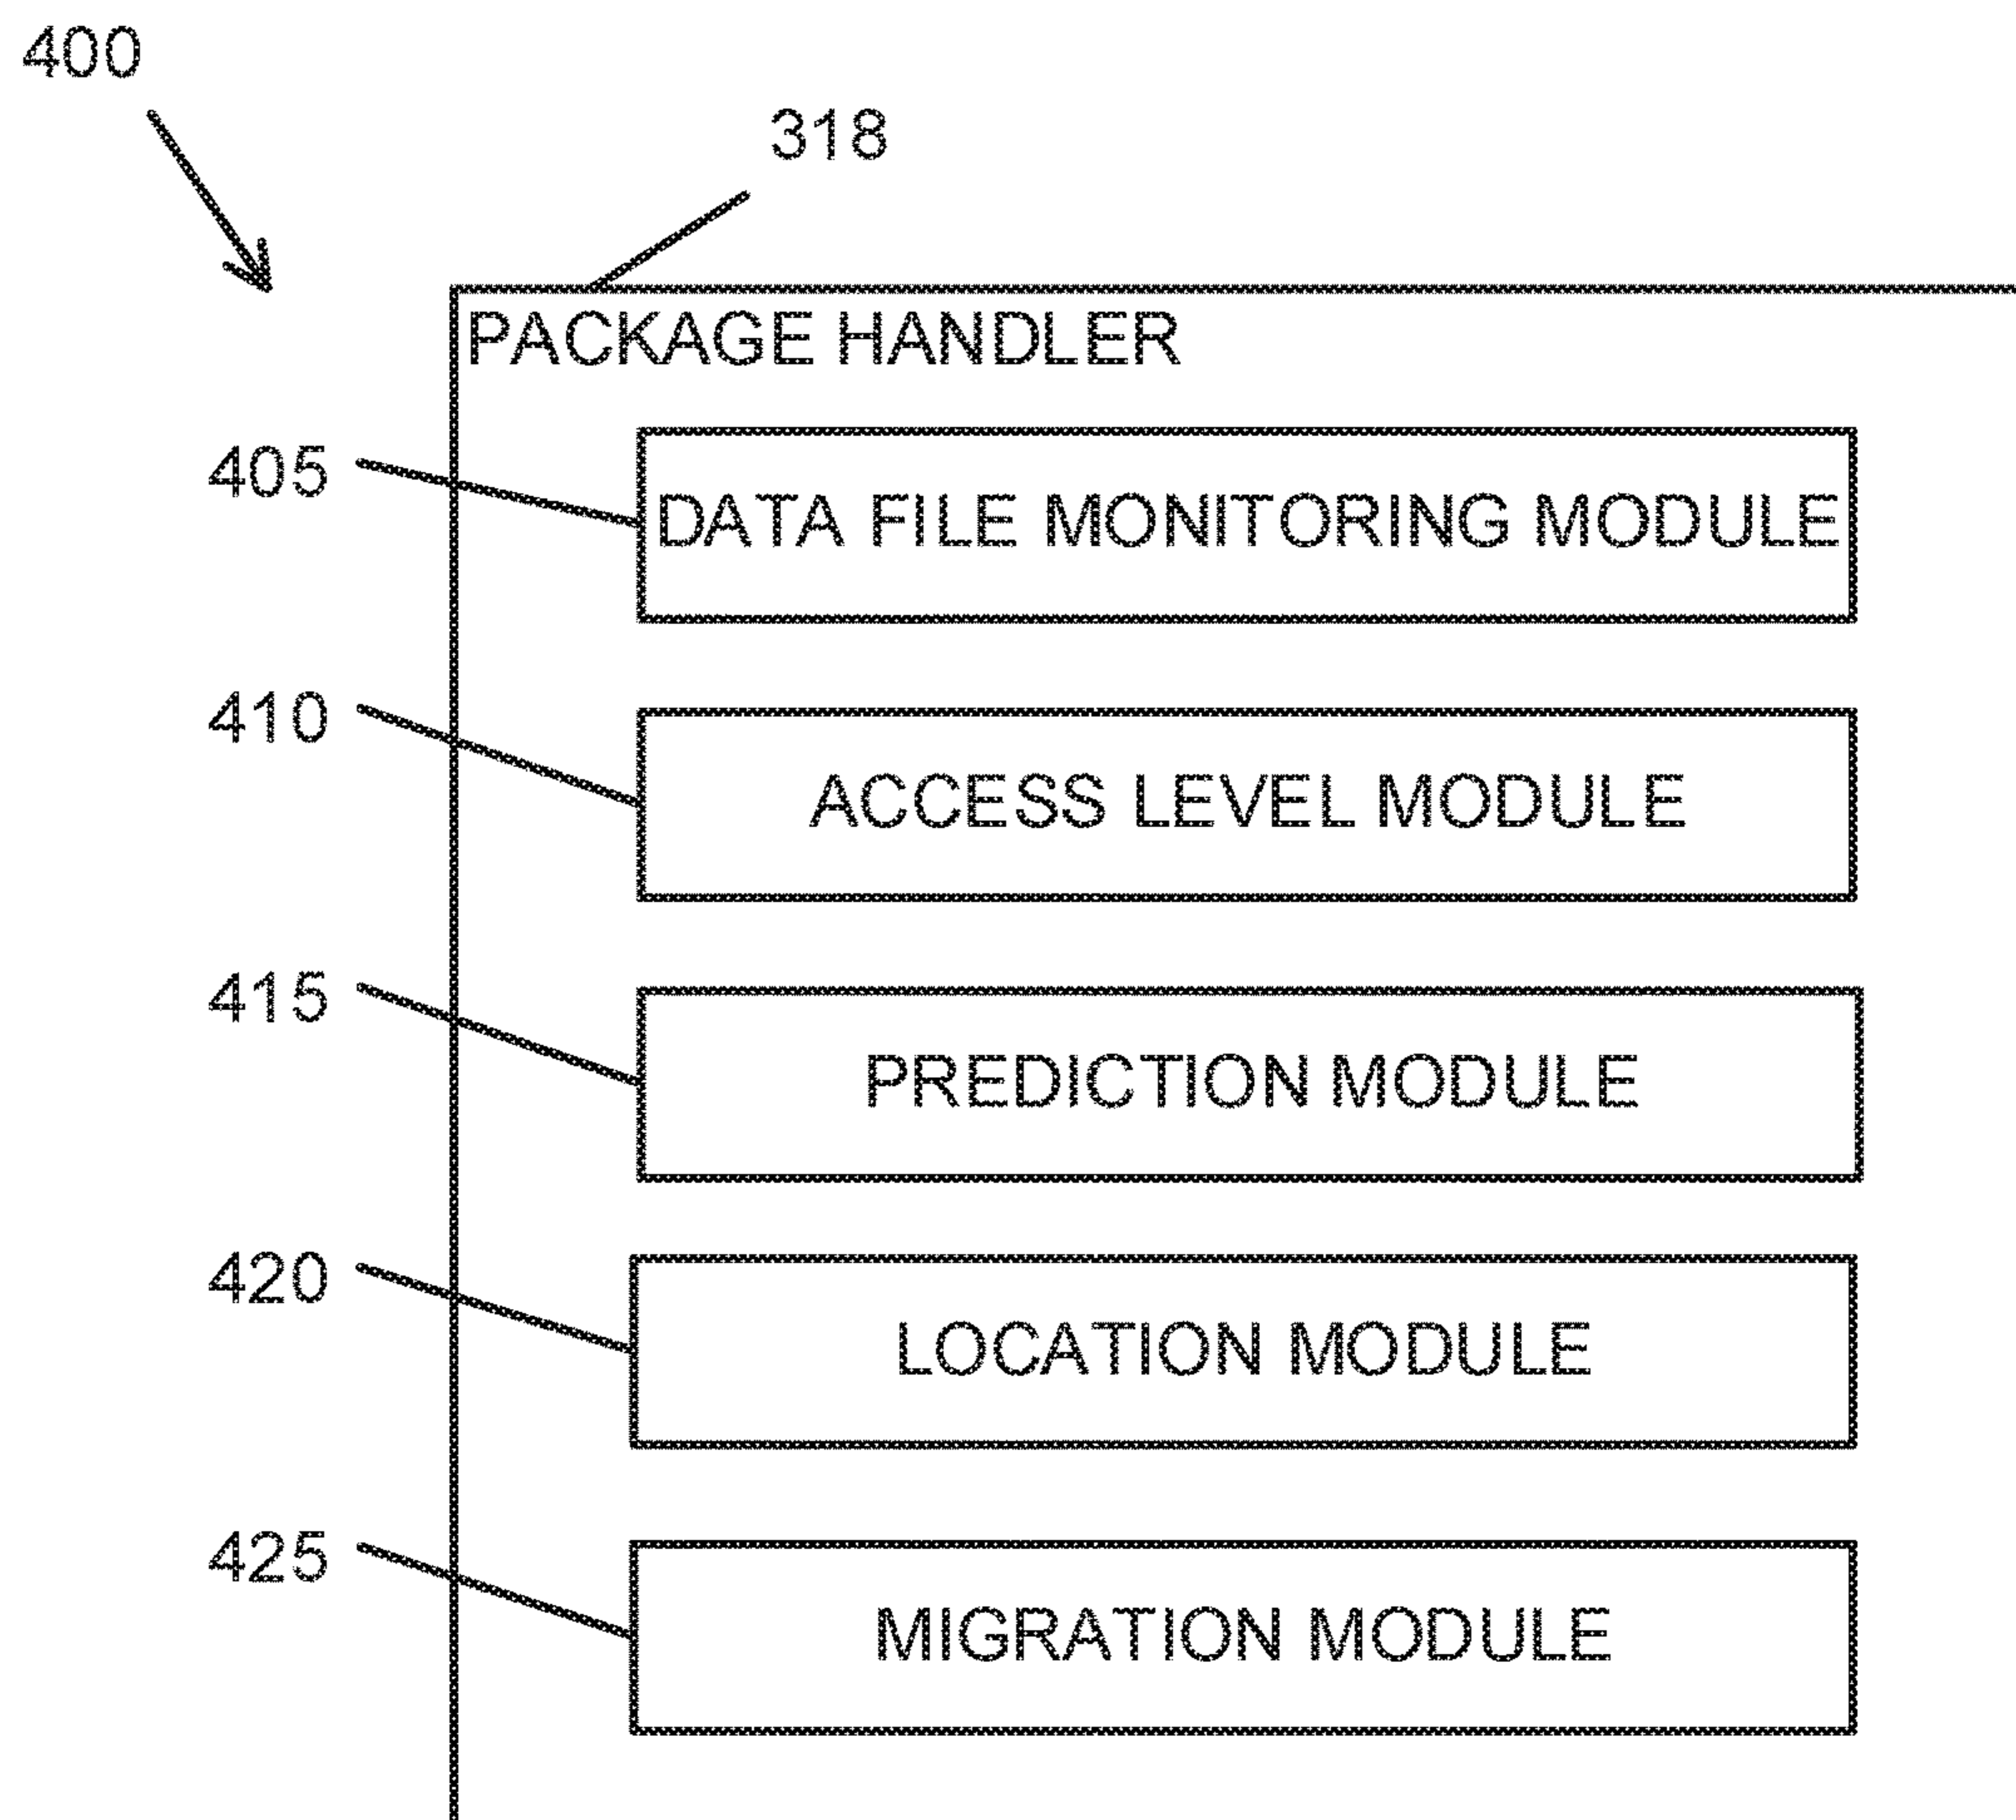 400
318
PACKAGE HANDLER
405
DATA FILE MONITORING MODULE
410
ACCESS LEVEL MODULE
415
PREDICTION MODULE
420
LOCATION MODULE
425
MIGRATION MODULE